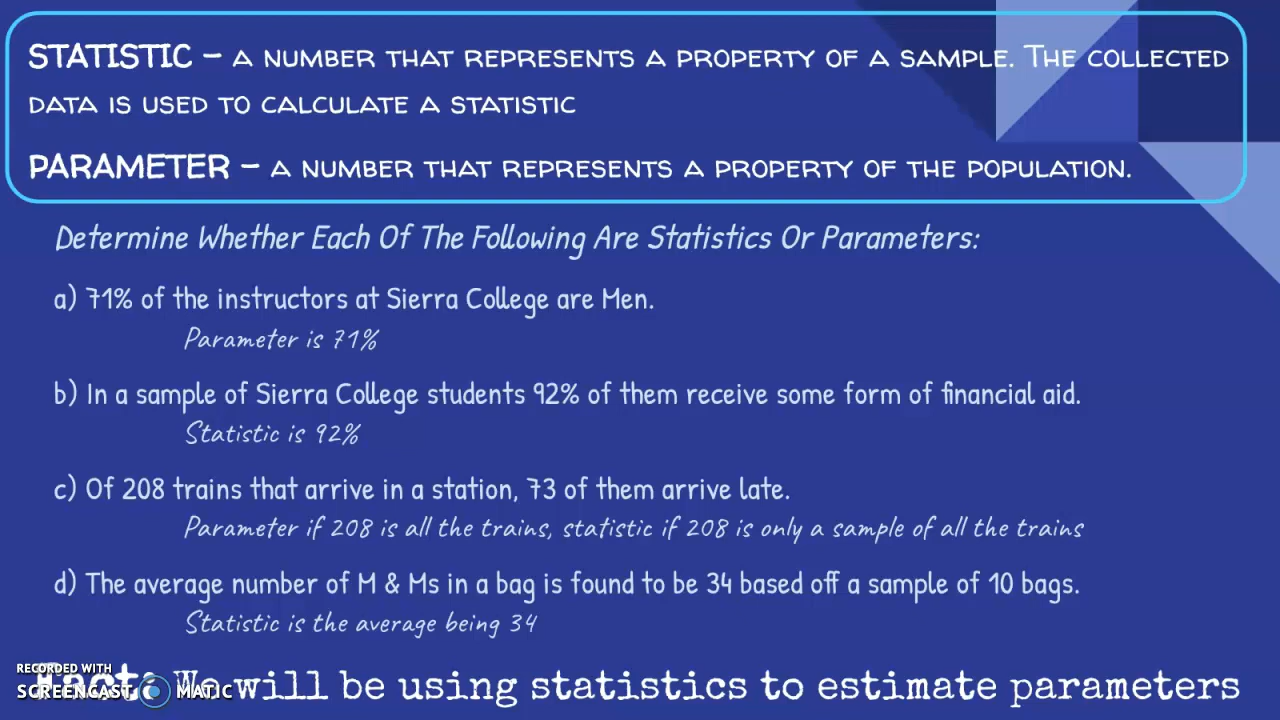 STATISTIC – A NUMBER THAT REPRESENTS A PROPERTY OF A SAMPLE. THE COLLECTED
DATA IS USED TO CALCULATE A STATISTIC
PARAMETER – A NUMBER THAT REPRESENTS A PROPERTY OF THE POPULATION.
Determine Whether Each Of The Following Are Statistics Or Parameters:
a) 71% of the instructors at Sierra College are Men.
Parameter is 71%
b) In a sample of Sierra College students 92% of them receive some form of financial aid.
Statistic is 92%
c) Of 208 trains that arrive in a station, 73 of them arrive late.
Parameter if 208 is all the trains, statistic if 208 is only a sample of all the trains
d) The average number of M & Ms in a bag is found to be 34 based off a sample of 10 bags.
Statistic is the average being 34
RECORDED WITH
SCREENCAST MATIC
We will be using statistics to estimate parameters